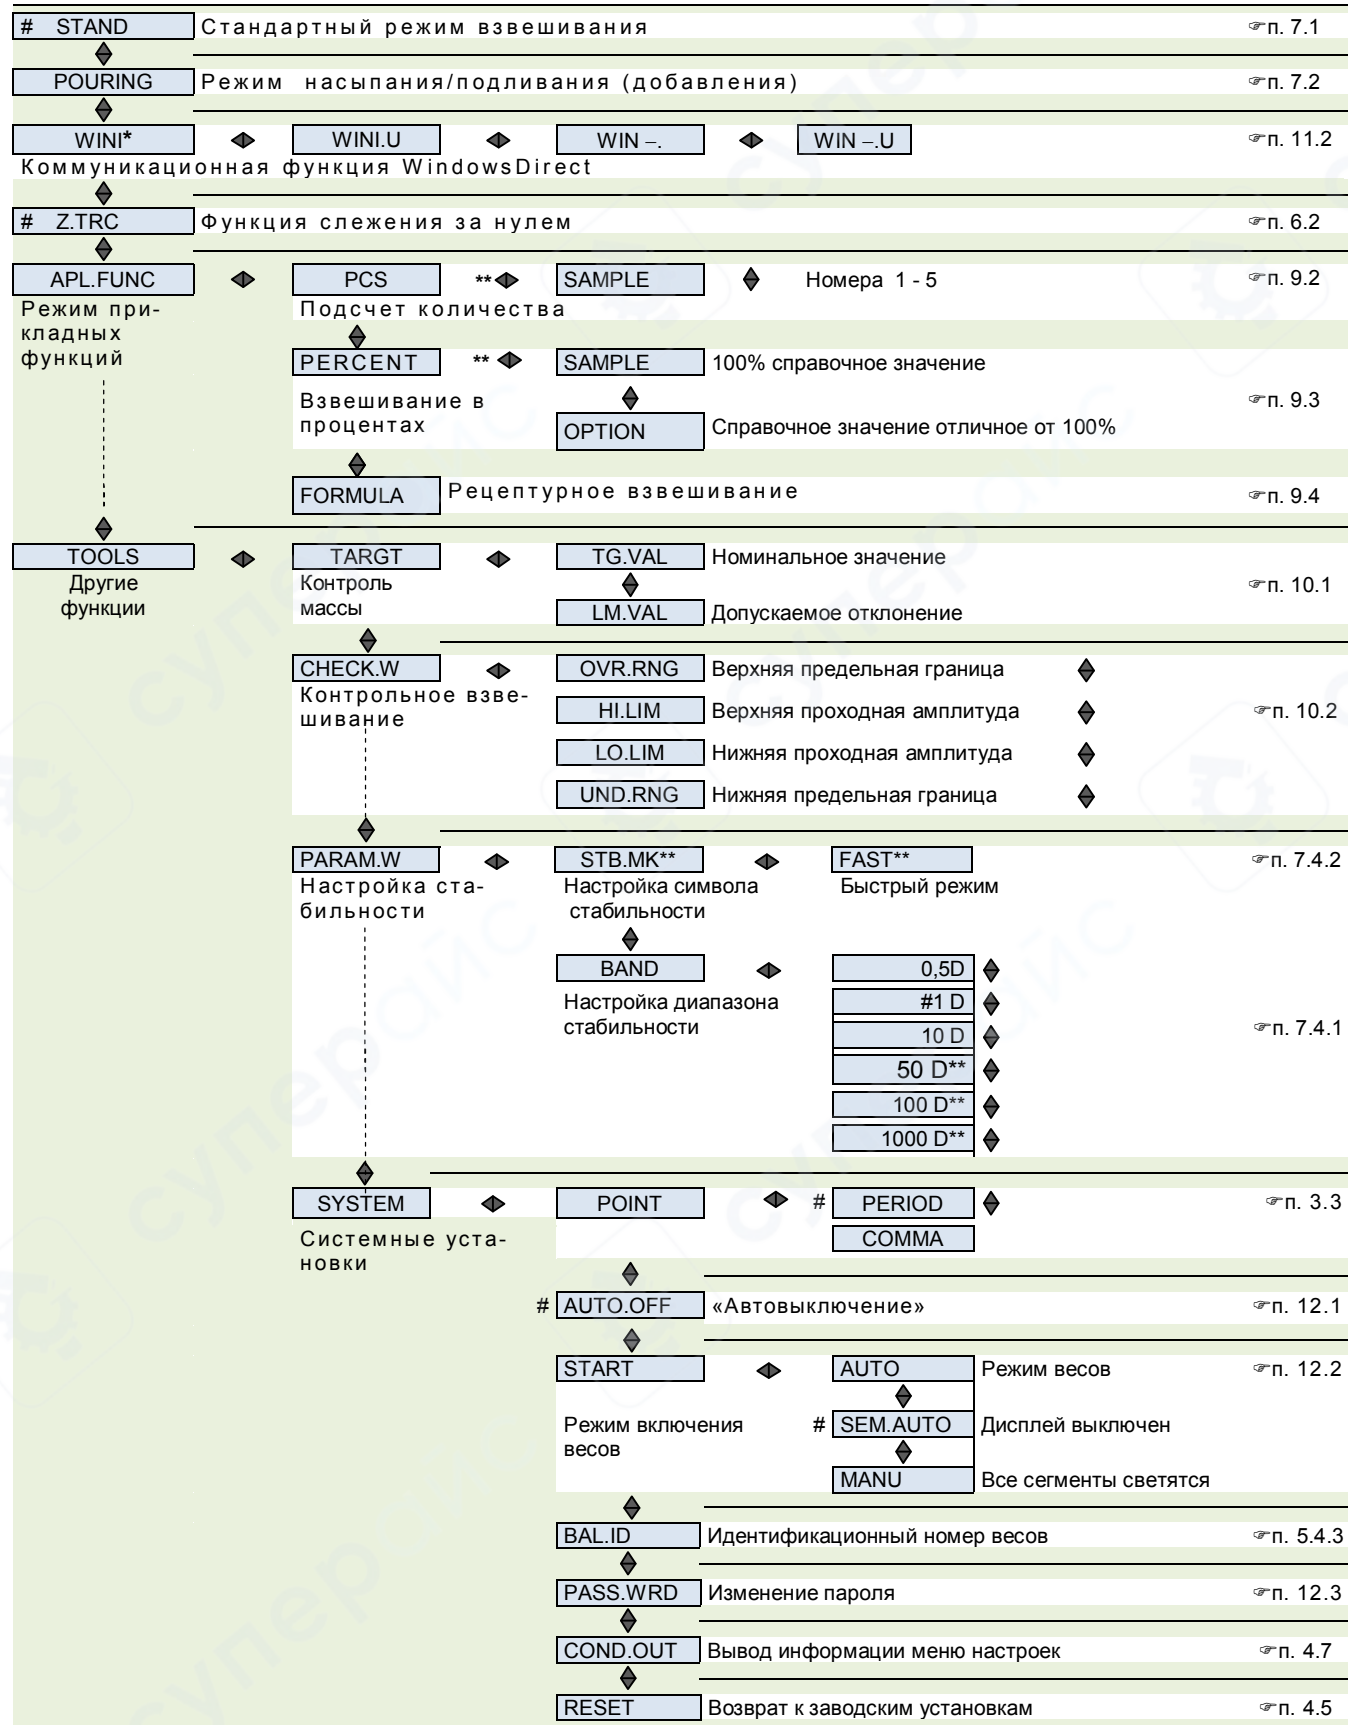 # STAND Стандартный режим взвешивания ☞п. 7.1
POURING Режим насыпания/подливания (добавления) ☞п. 7.2
WINI* WINI.U WIN –. WIN –.U ☞п. 11.2
Коммуникационная функция WindowsDirect
# Z.TRC Функция слежения за нулем ☞п. 6.2
APL.FUNC PCS ** SAMPLE Номера 1 - 5 ☞п. 9.2
Режим при-
кладных
функций
Подсчет количества
PERCENT ** SAMPLE 100% справочное значение
Взвешивание в
процентах
☞п. 9.3
OPTION Справочное значение отличное от 100%
FORMULA Рецептурное взвешивание ☞п. 9.4
TOOLS TARGT TG.VAL Номинальное значение
Другие
функции
Контроль
массы
☞п. 10.1
LM.VAL Допускаемое отклонение
CHECK.W OVR.RNG Верхняя предельная граница
Контрольное взве-
шивание
HI.LIM Верхняя проходная амплитуда ☞п. 10.2
LO.LIM Нижняя проходная амплитуда
UND.RNG Нижняя предельная граница
PARAM.W STB.MK** FAST** ☞п. 7.4.2
Настройка ста-
бильности
Настройка символа
стабильности
Быстрый режим
BAND 0,5D
Настройка диапазона
стабильности
#1 D
10 D ☞п. 7.4.1
50 D**
100 D**
1000 D**
SYSTEM POINT # PERIOD ☞п. 3.3
Системные уста-
новки
COMMA
# AUTO.OFF «Автовыключение» ☞п. 12.1
START AUTO Режим весов ☞п. 12.2
Режим включения
весов
# SEM.AUTO Дисплей выключен
MANU Все сегменты светятся
BAL.ID Идентификационный номер весов ☞п. 5.4.3
PASS.WRD Изменение пароля ☞п. 12.3
COND.OUT Вывод информации меню настроек ☞п. 4.7
RESET Возврат к заводским установкам ☞п. 4.5
супер айс